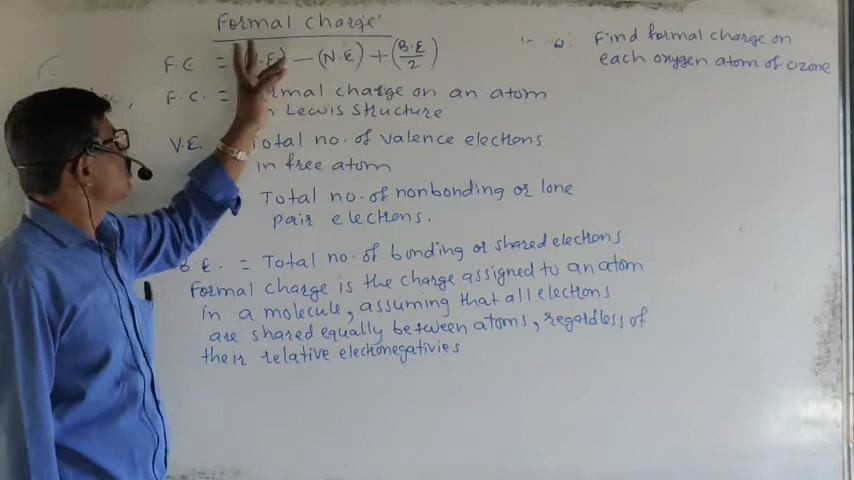 Formal Charge'
F.C = .E) – (N.E) + (B.E/2)
F.C. = rmal charge on an atom
n Lewis structure
V.E. otal no. of valence electrons
in free atom
Total no. of nonbonding or lone
pair electrons.
B.E. = Total no. of bonding or shared electrons
Formal charge is the charge assigned to an atom
in a molecule, assuming that all electrons
are shared equally between atoms, regardless of
their relative electronegativies
Q. Find formal charge on
each oxygen atom of ozone